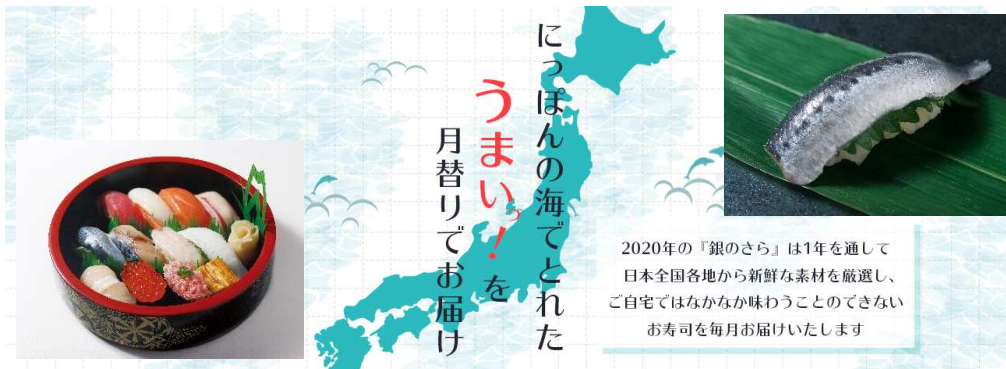 にっぽんの海でとれた
うまいっ！を
月替りでお届け
2020年の『銀のさら』は1年を通して
日本全国各地から新鮮な素材を厳選し、
ご自宅ではなかなか味わうことのできない
お寿司を毎月お届けいたします